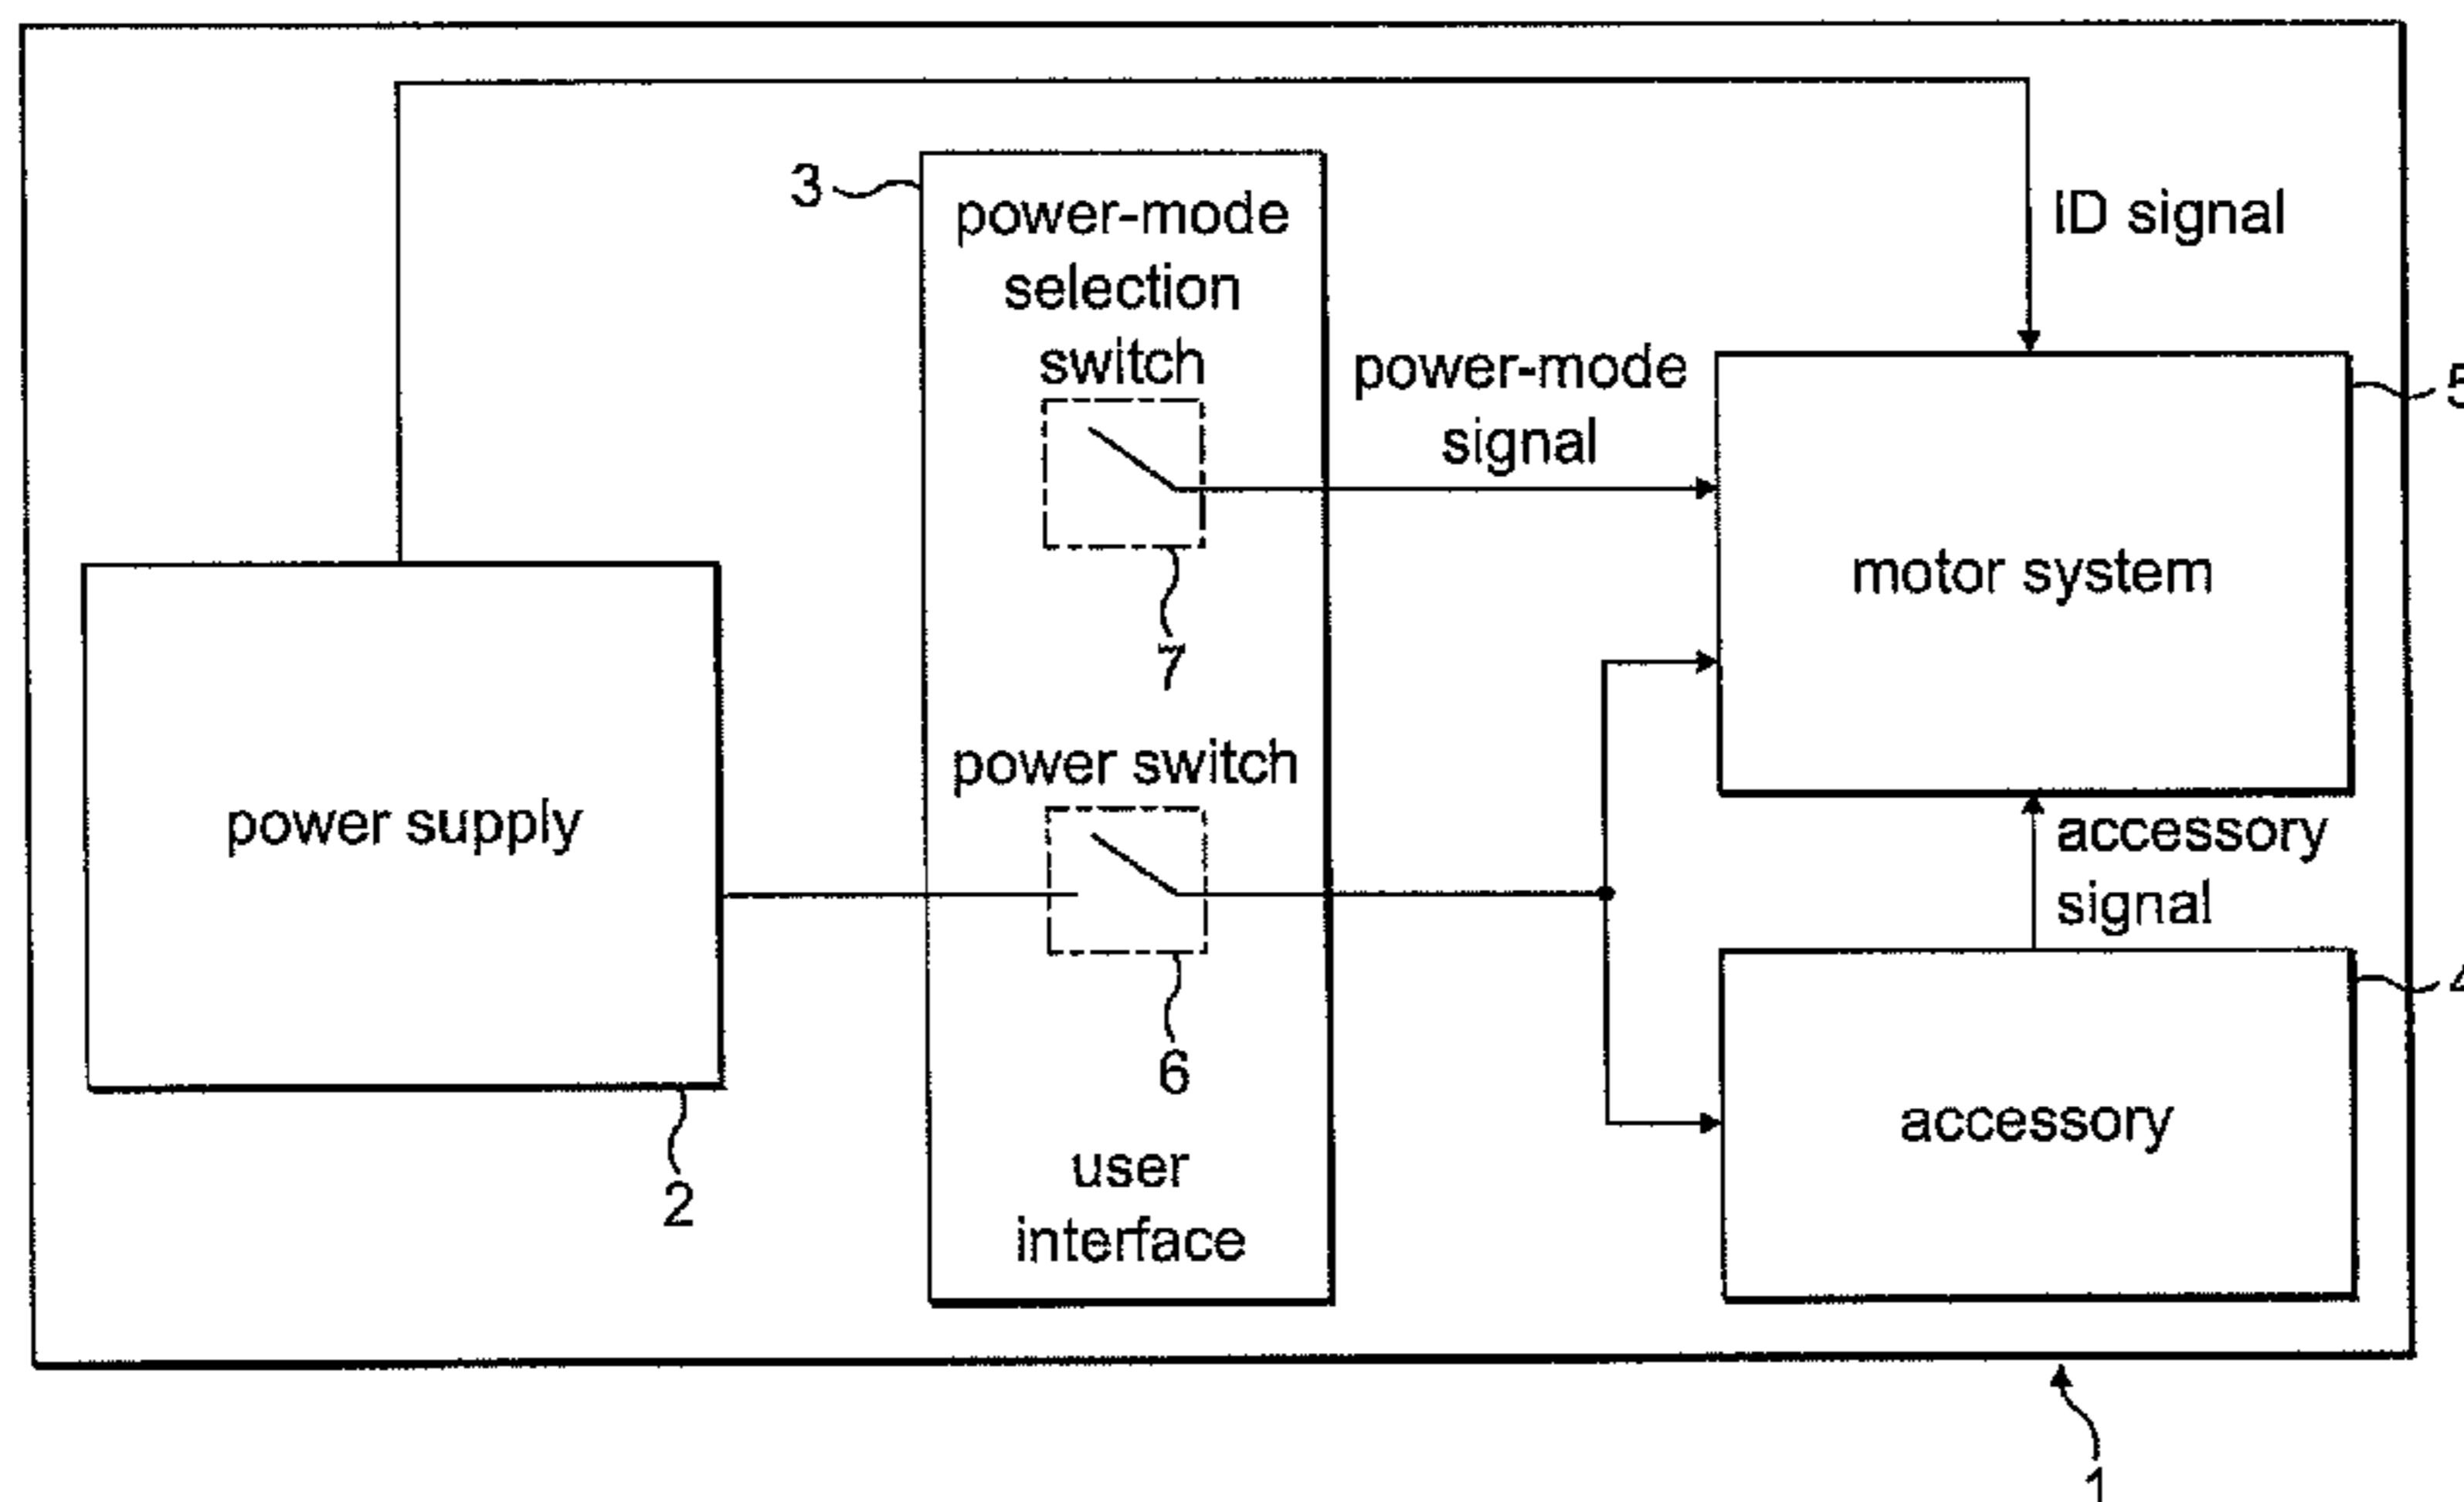 ID signal
3
power-mode
selection
switch
power-mode
signal
5
motor system
7
power switch
power supply
accessory
signal
4
6
accessory
user
interface
2
1